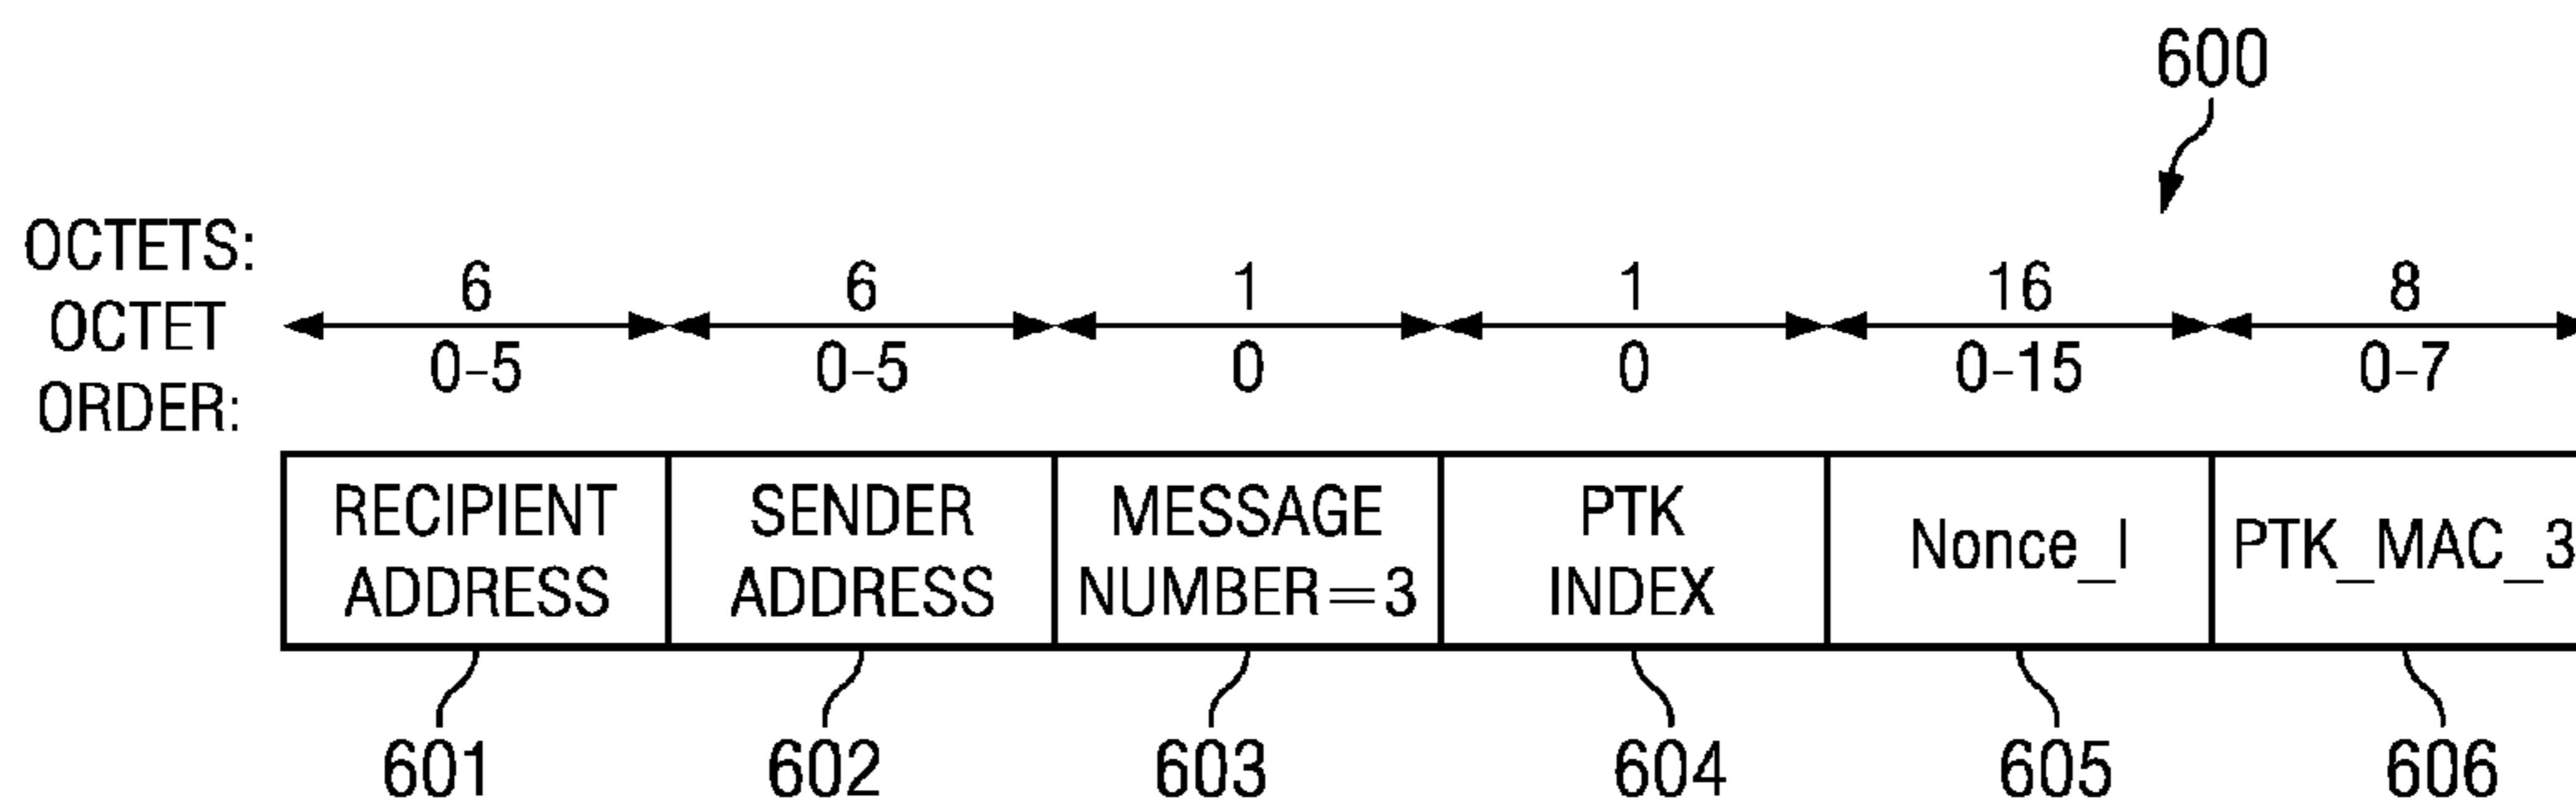 600
OCTETS:
6 6 1 1 16 8
OCTET
0-5 0-5 0 0 0-15 0-7
ORDER:
RECIPIENT SENDER MESSAGE PTK
Nonce_I PTK_MAC_3
ADDRESS ADDRESS NUMBER=3 INDEX
601 602 603 604 605 606